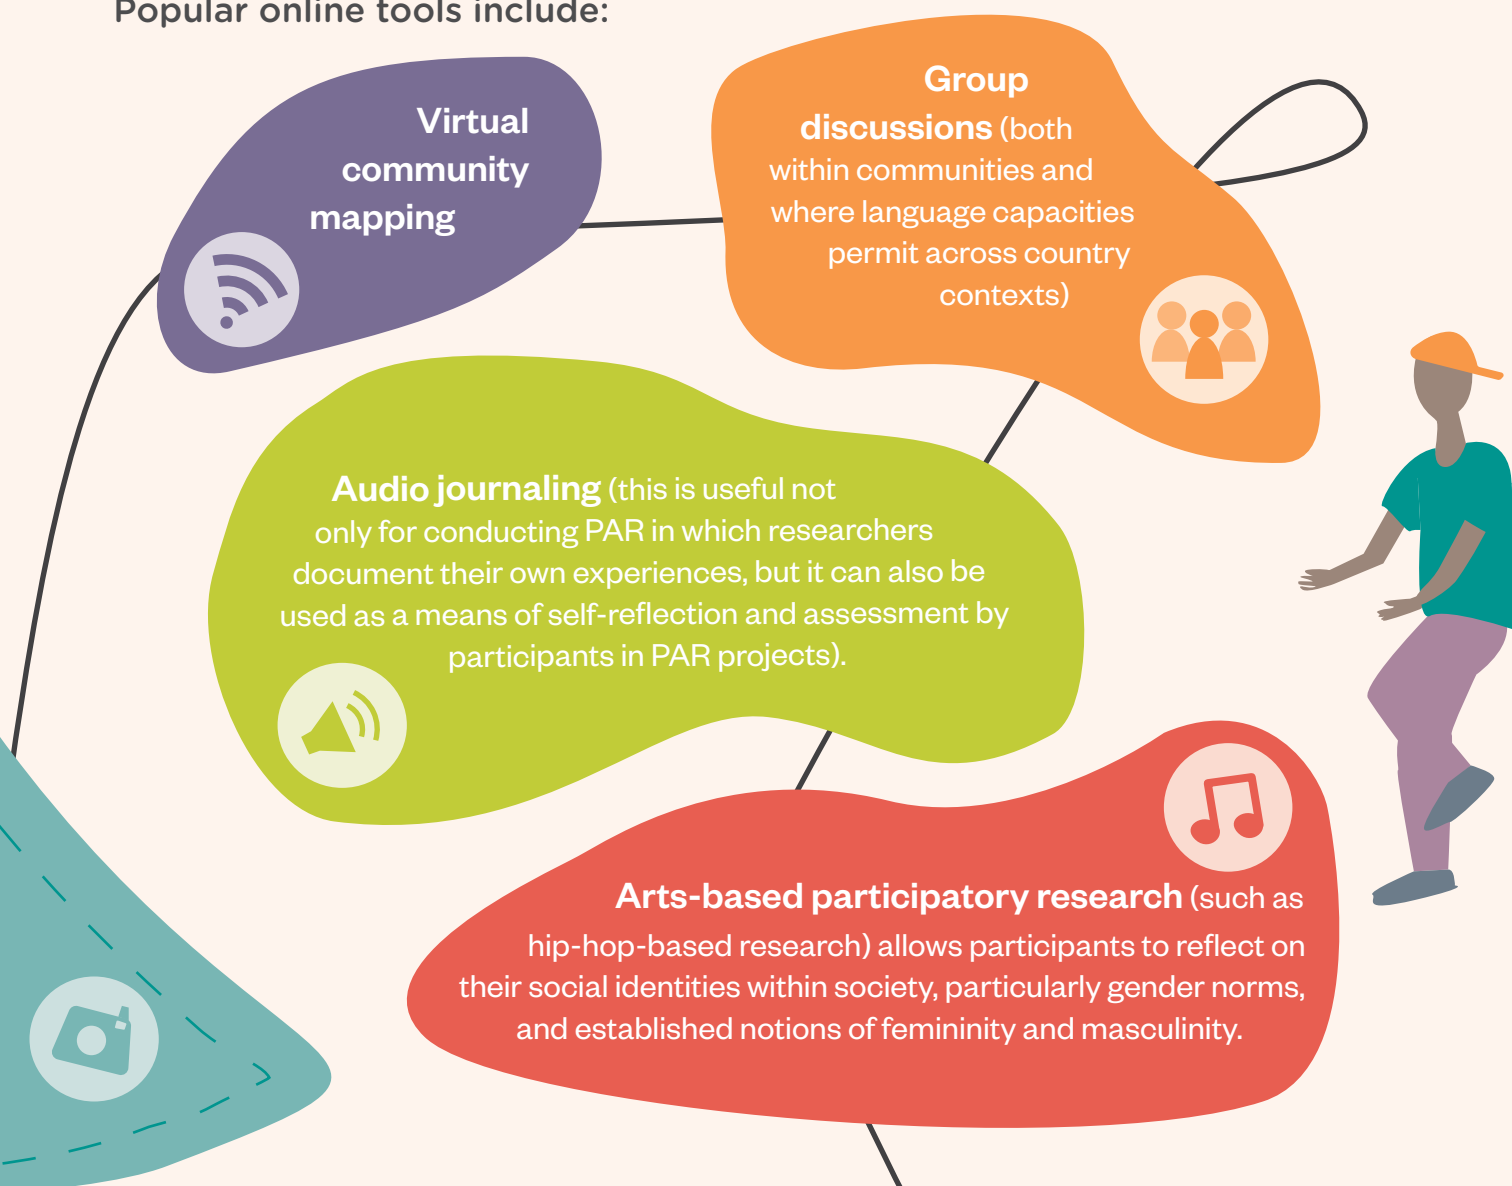 Popular online tools include:
Virtual
community
mapping
Group
discussions (both
within communities and
where language capacities
permit across country
contexts)
Audio journaling (this is useful not
only for conducting PAR in which researchers
document their own experiences, but it can also be
used as a means of self-reflection and assessment by
participants in PAR projects).
Arts-based participatory research (such as
hip-hop-based research) allows participants to reflect on
their social identities within society, particularly gender norms,
and established notions of femininity and masculinity.